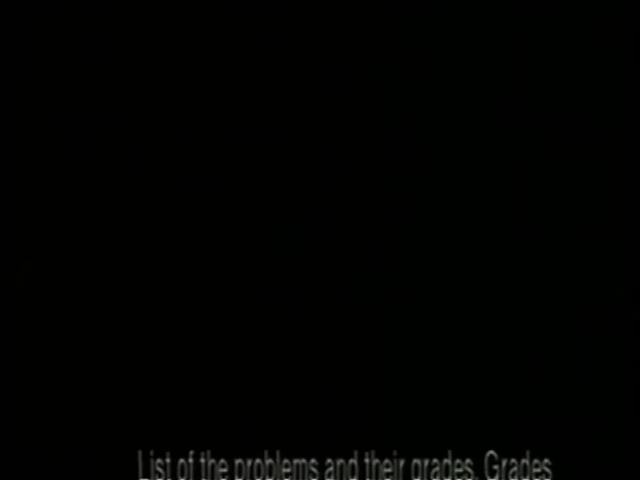 List of the problems and their grades. Grades